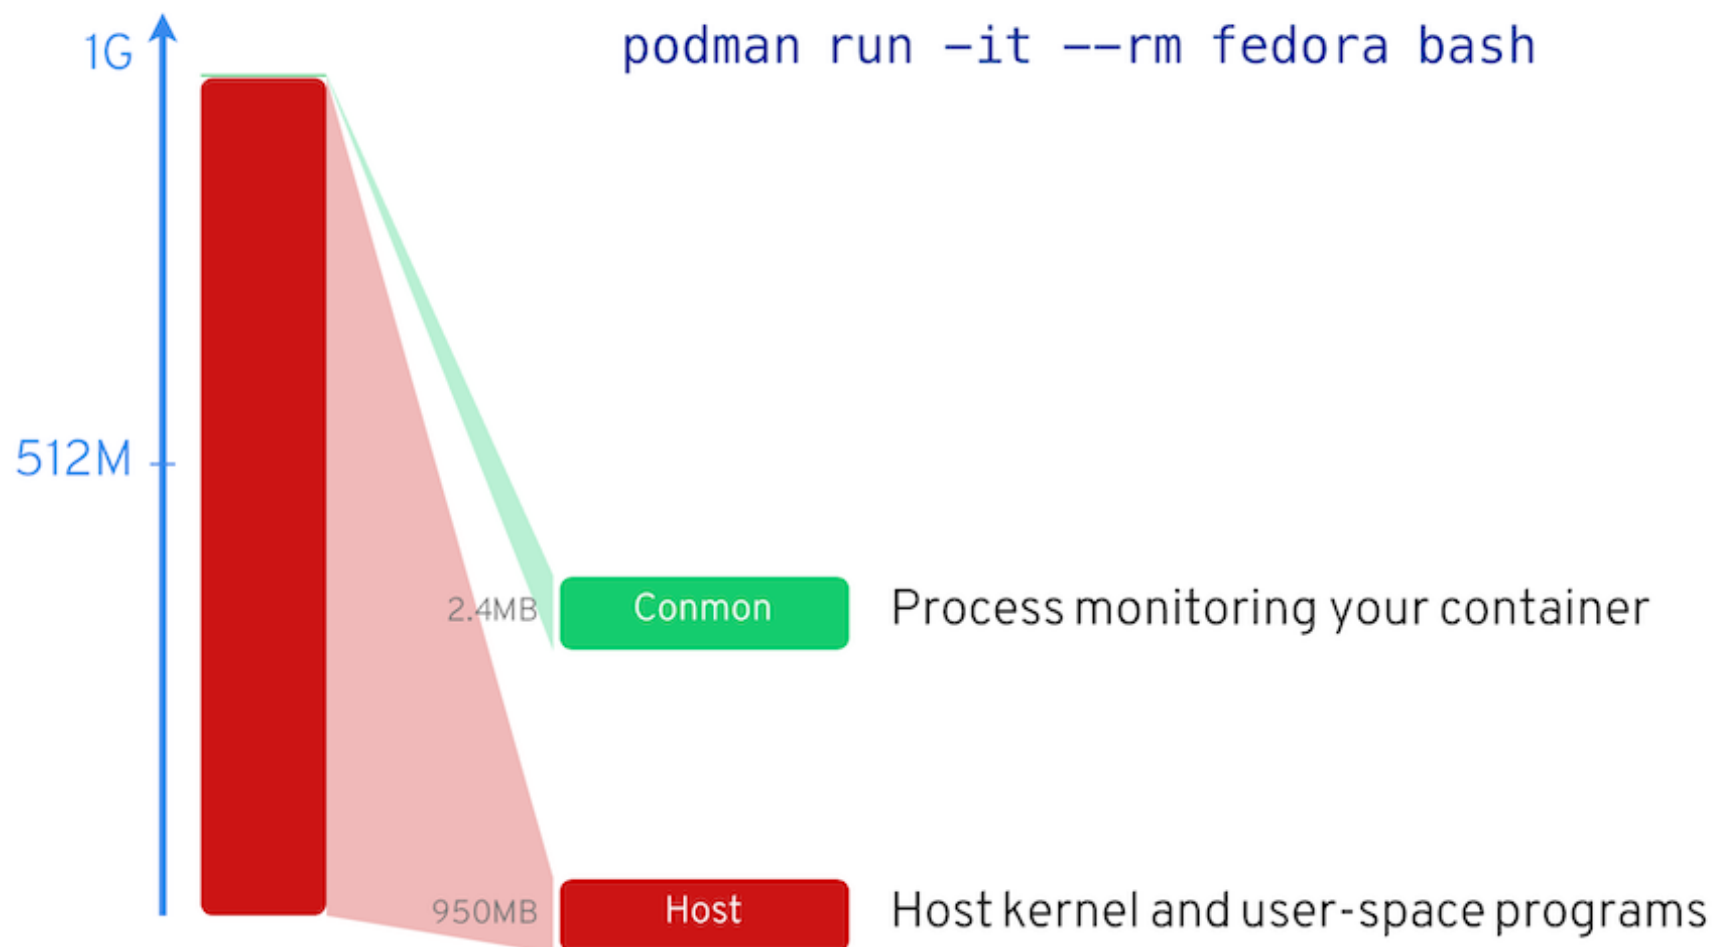 podman run -it --rm fedora bash
1G
512M
2.4MB Conmon Process monitoring your container
950MB Host Host kernel and user-space programs